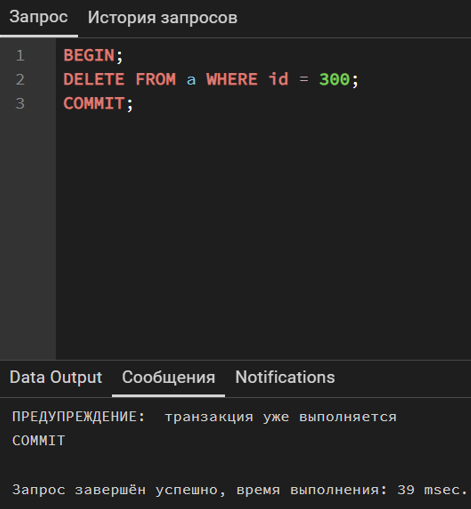 Запрос История запросов
1 BEGIN;
2 DELETE FROM a WHERE id = 300;
3 COMMIT;
Data Output Сообщения Notifications
ПРЕДУПРЕЖДЕНИЕ: транзакция уже выполняется
COMMIT
Запрос завершён успешно, время выполнения: 39 msec.